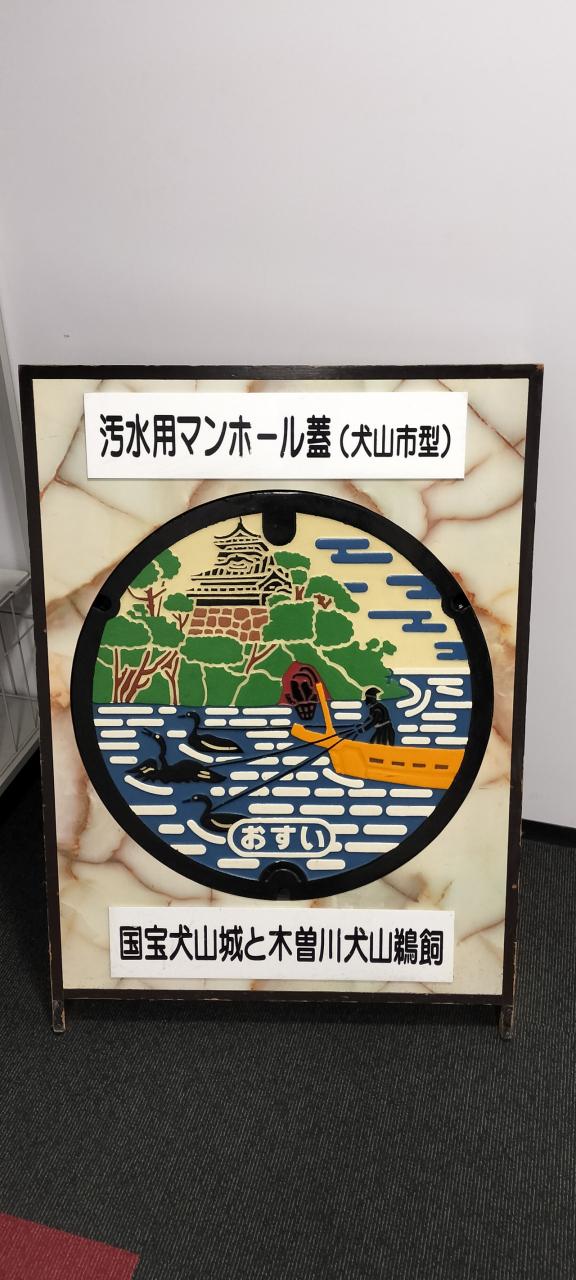 汚水用マンホール蓋（犬山市型）
おすい
国宝犬山城と木曽川犬山鵜飼